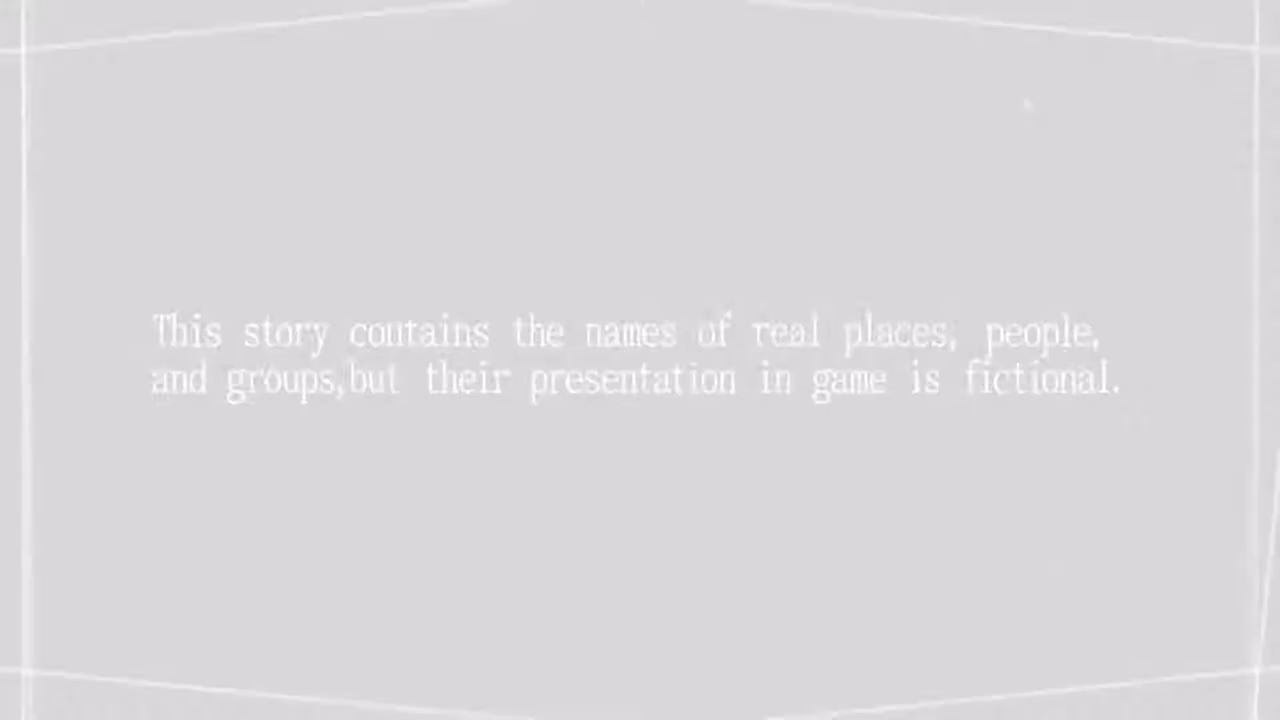 This story contains the names of real places, people,
and groups,but their presentation in game is fictional.